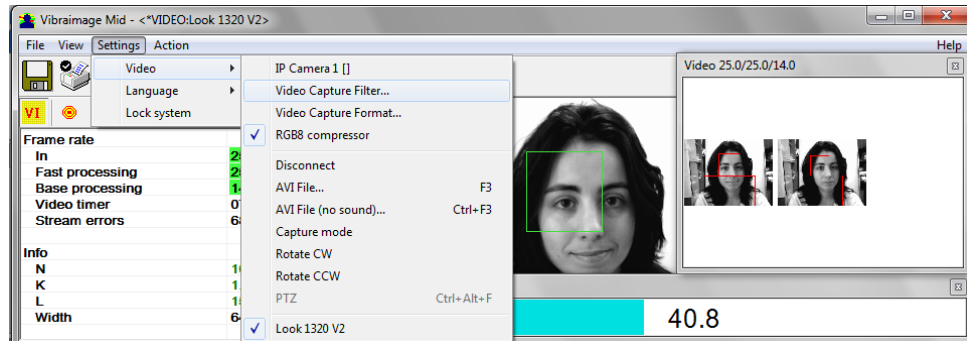 Vibraimage Mid - <*VIDEO:Look 1320 V2>
File View Settings Action Help
Video
Language
Lock system
IP Camera 1 []
Video Capture Filter...
Video Capture Format...
RGB8 compressor
Disconnect
AVI File... F3
AVI File (no sound)... Ctrl+F3
Capture mode
Rotate CW
Rotate CCW
PTZ Ctrl+Alt+F
Look 1320 V2
Video 25.0/25.0/14.0
VI
Frame rate
In
Fast processing
Base processing
Video timer
Stream errors
Info
N
K
L
Width
40.8